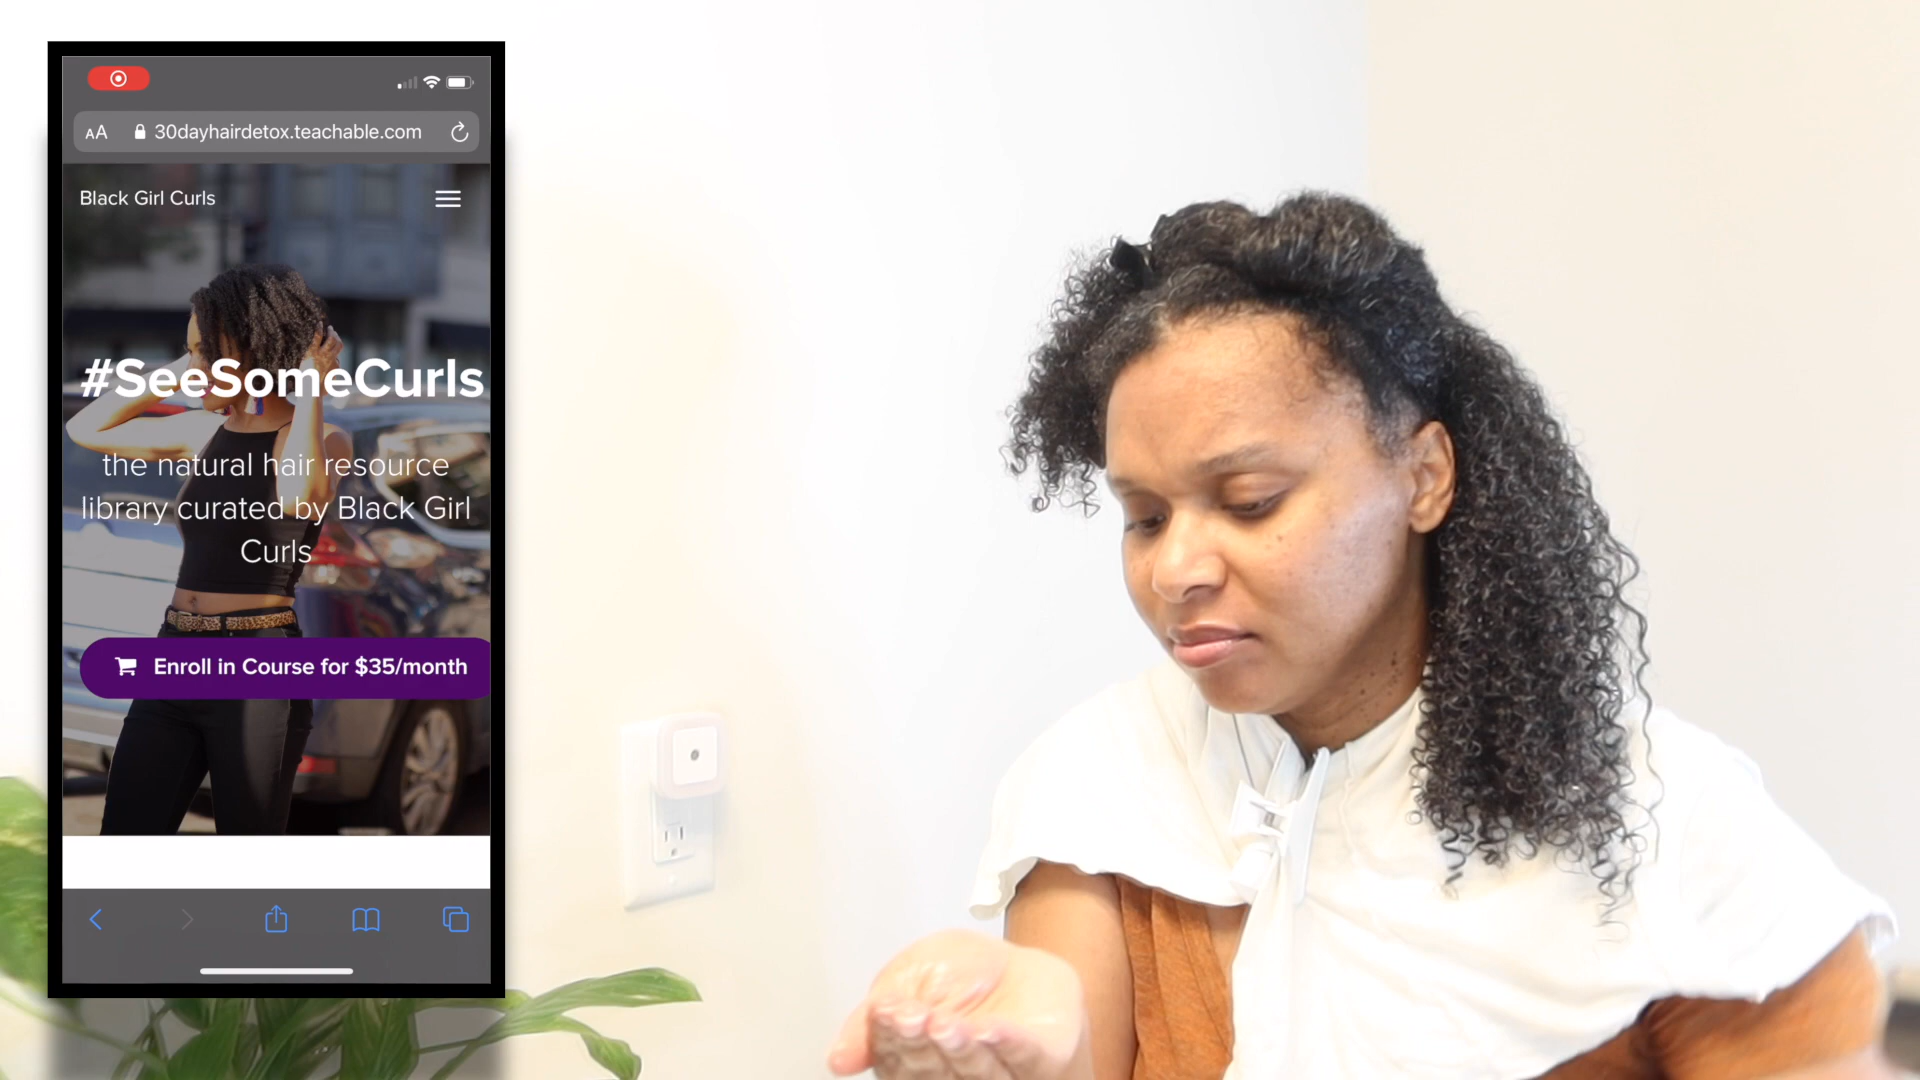 AA 30dayhairdetox.teachable.com
Black Girl Curls
#SeeSomeCurls
the natural hair resource
library curated by Black Girl
Curls
Enroll in Course for $35/month